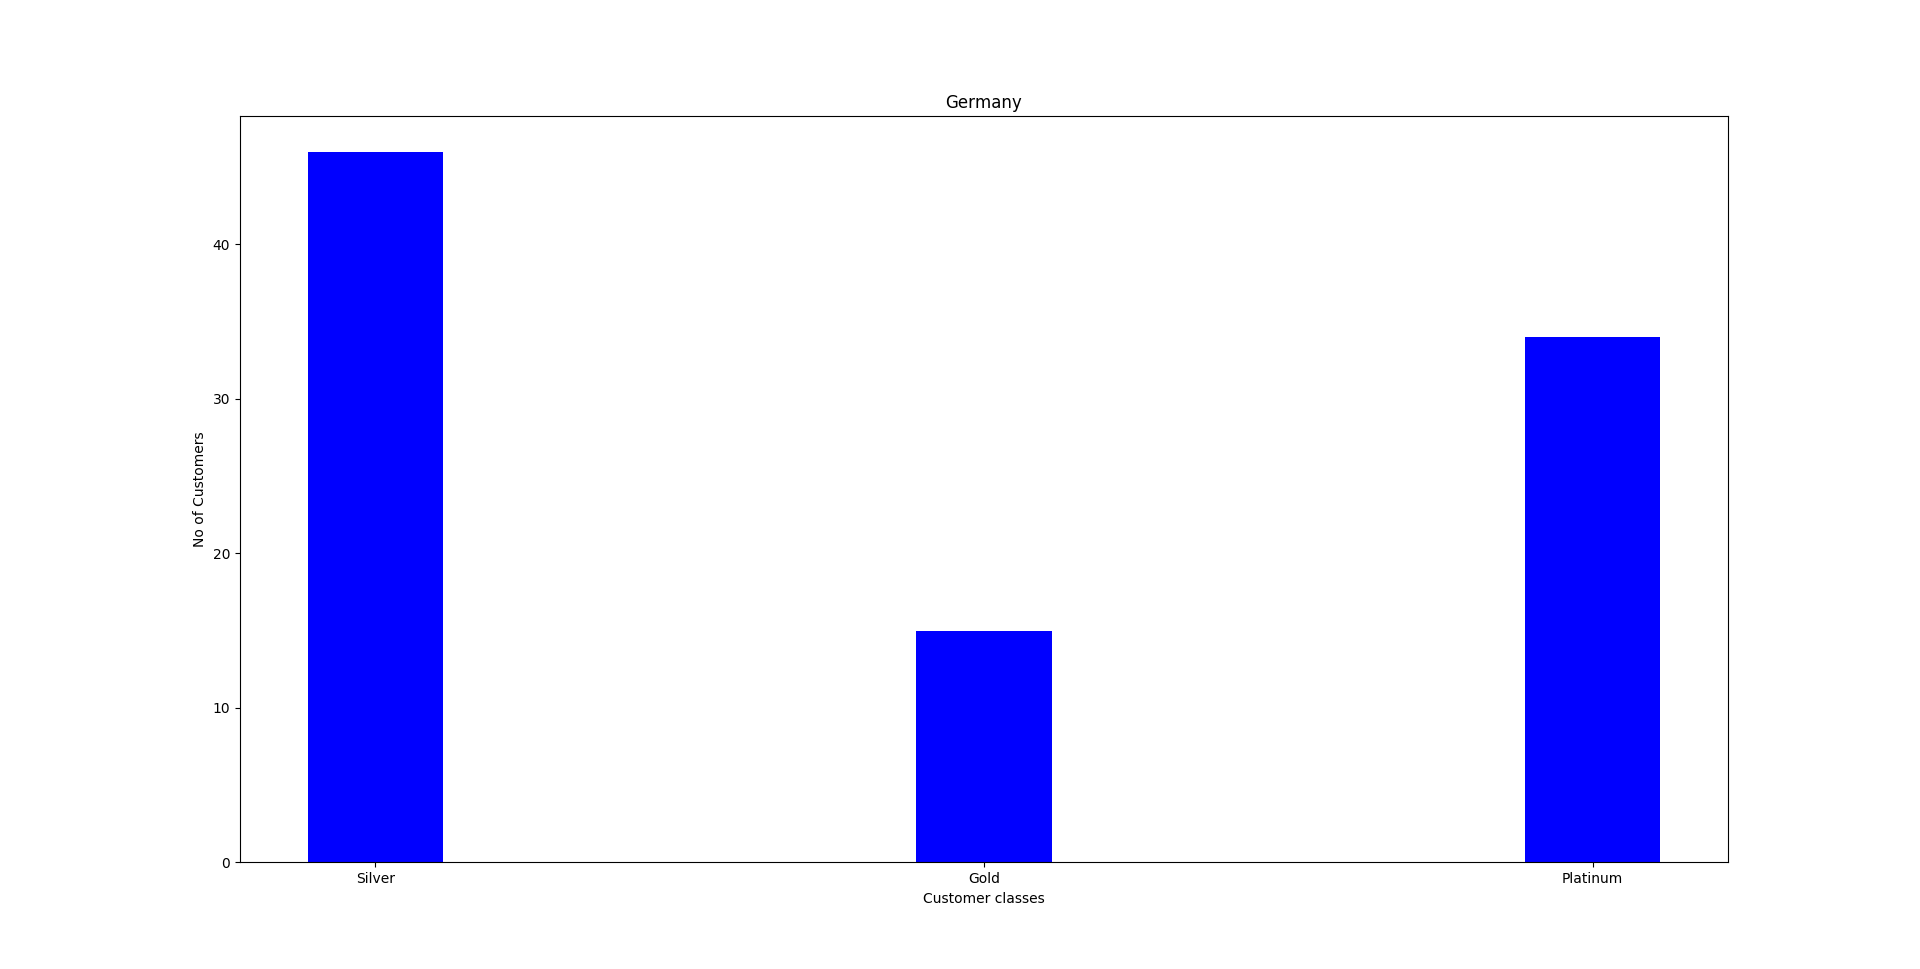 Germany
40
30
20
10
0
No of Customers
Silver
Gold
Platinum
Customer classes